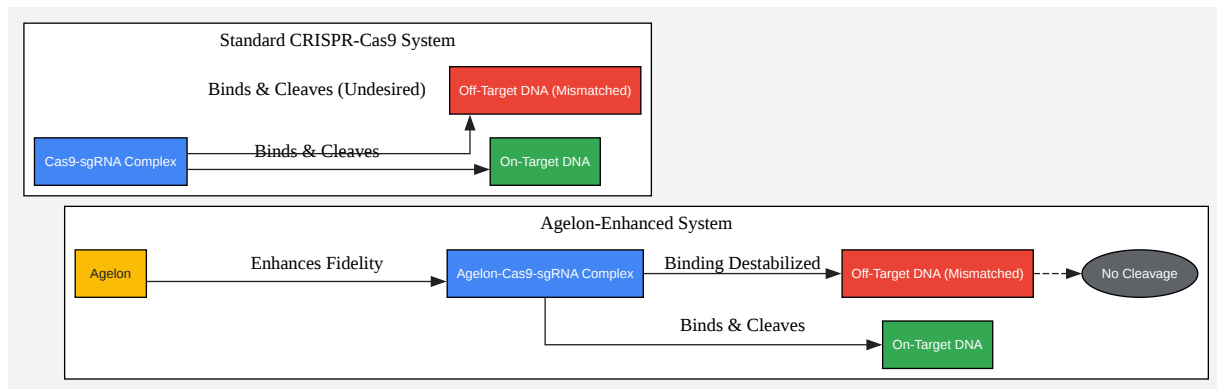 Standard CRISPR-Cas9 System
Binds & Cleaves (Undesired)
Off-Target DNA (Mismatched)
Cas9-sgRNA Complex
Binds & Cleaves
On-Target DNA
Agelon-Enhanced System
Agelon
Enhances Fidelity
Agelon-Cas9-sgRNA Complex
Binding Destabilized
Off-Target DNA (Mismatched)
No Cleavage
Binds & Cleaves
On-Target DNA